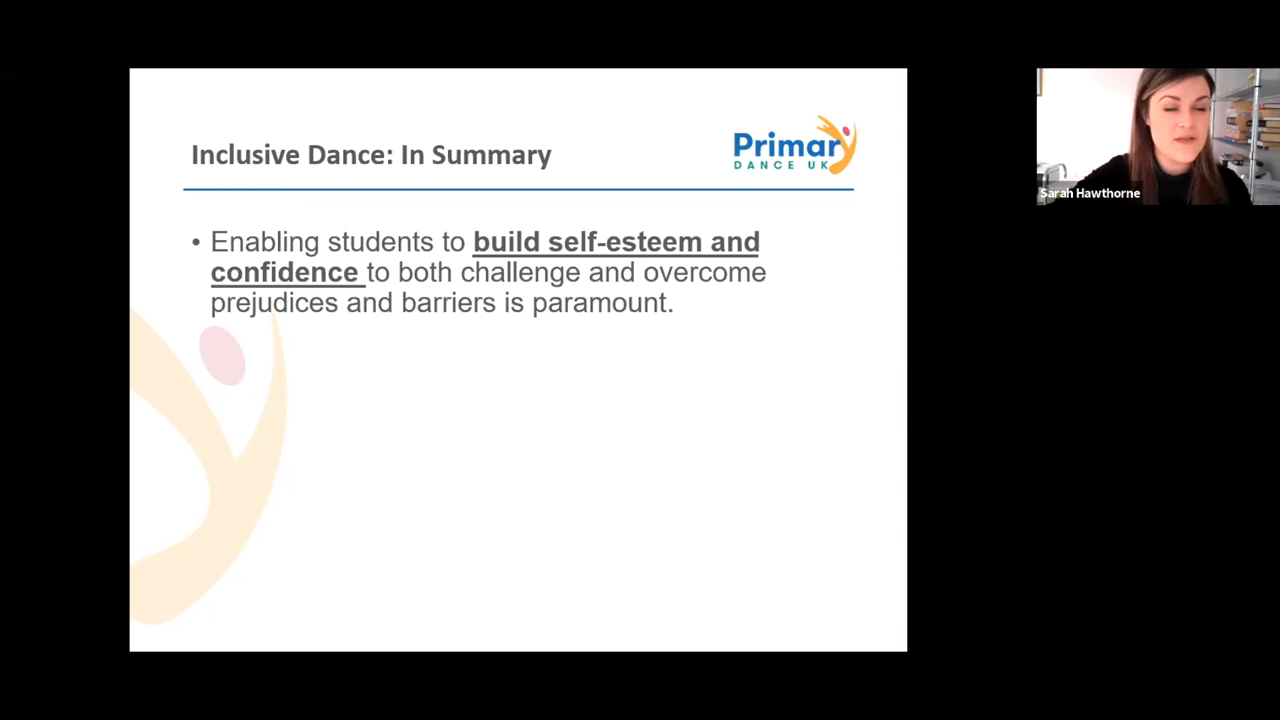 Inclusive Dance: In Summary
Primary
DANCE UK
• Enabling students to build self-esteem and
confidence to both challenge and overcome
prejudices and barriers is paramount.
Sarah Hawthorne